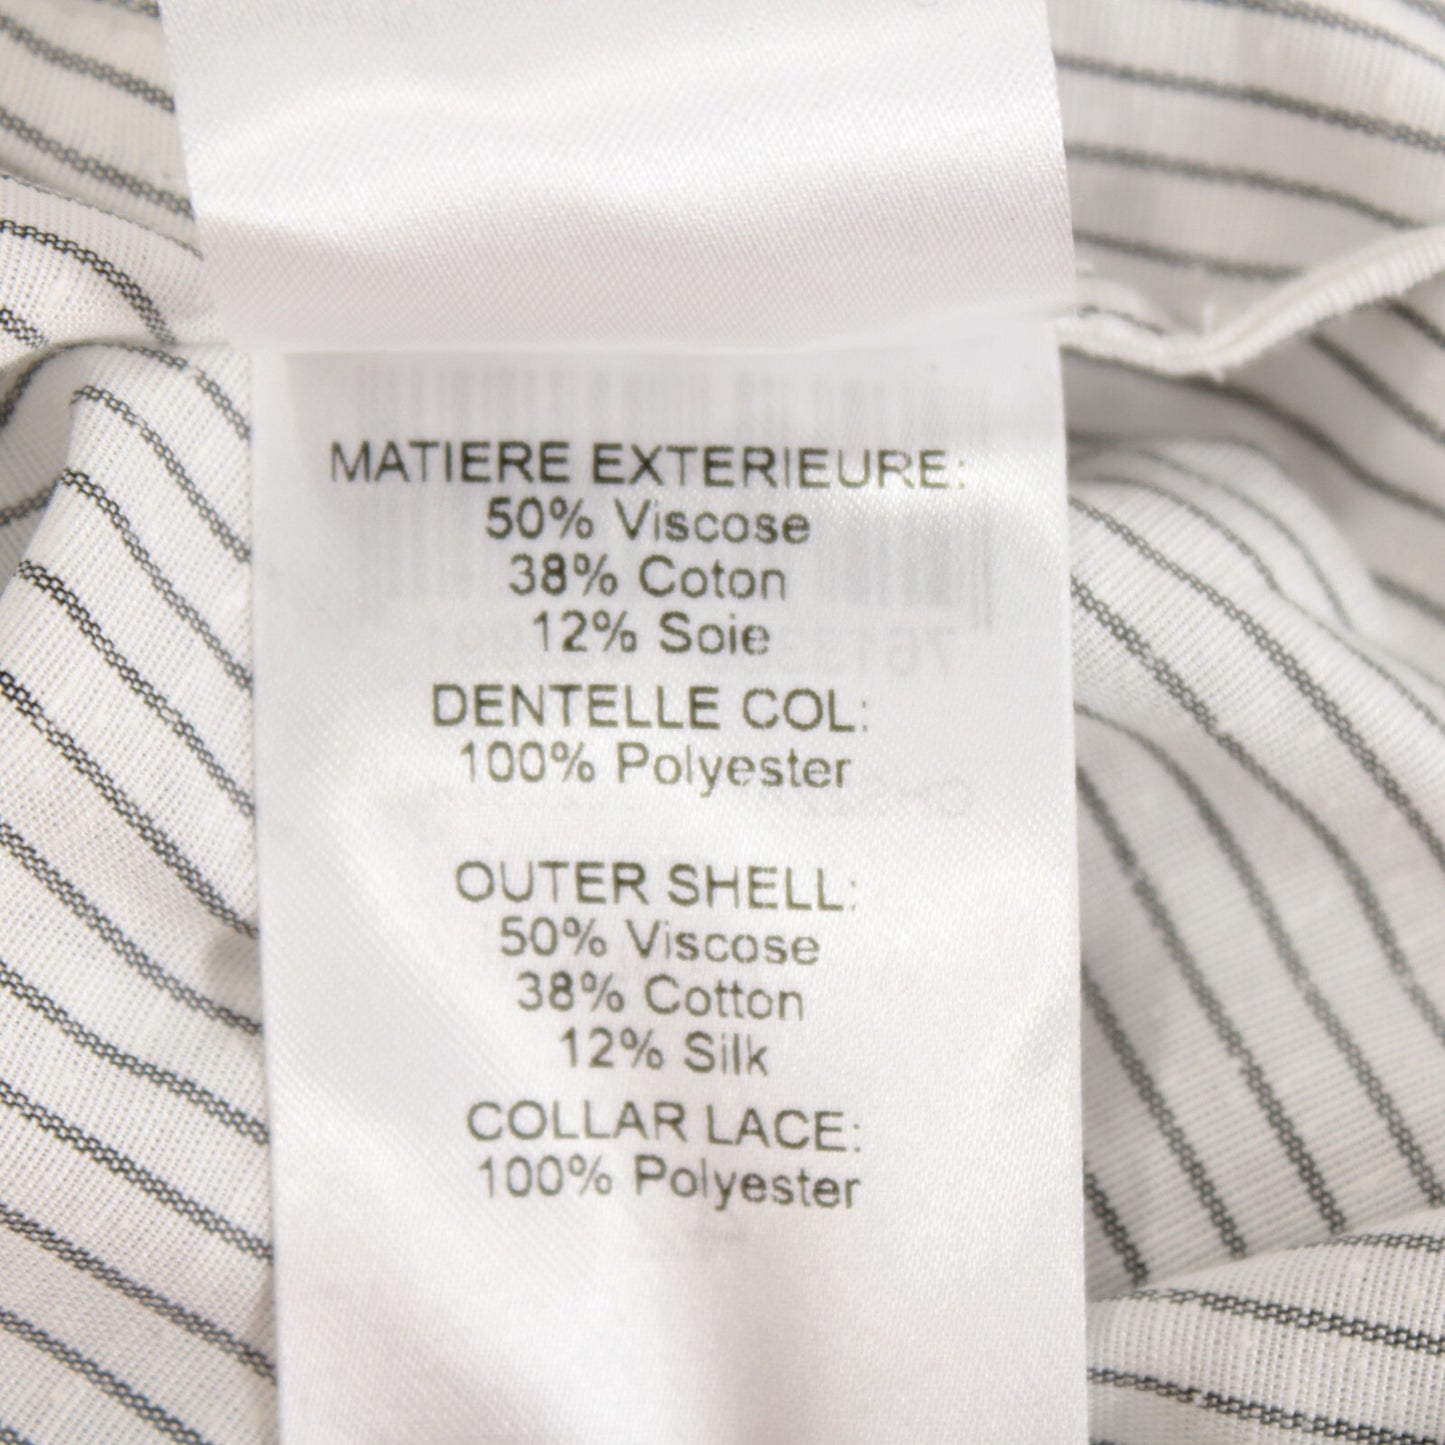 MATIERE EXTERIEURE:
50% Viscose
38% Coton
12% Soie
DENTELLE COL:
100% Polyester
OUTER SHELL:
50% Viscose
38% Cotton
12% Silk
COLLAR LACE:
100% Polyester